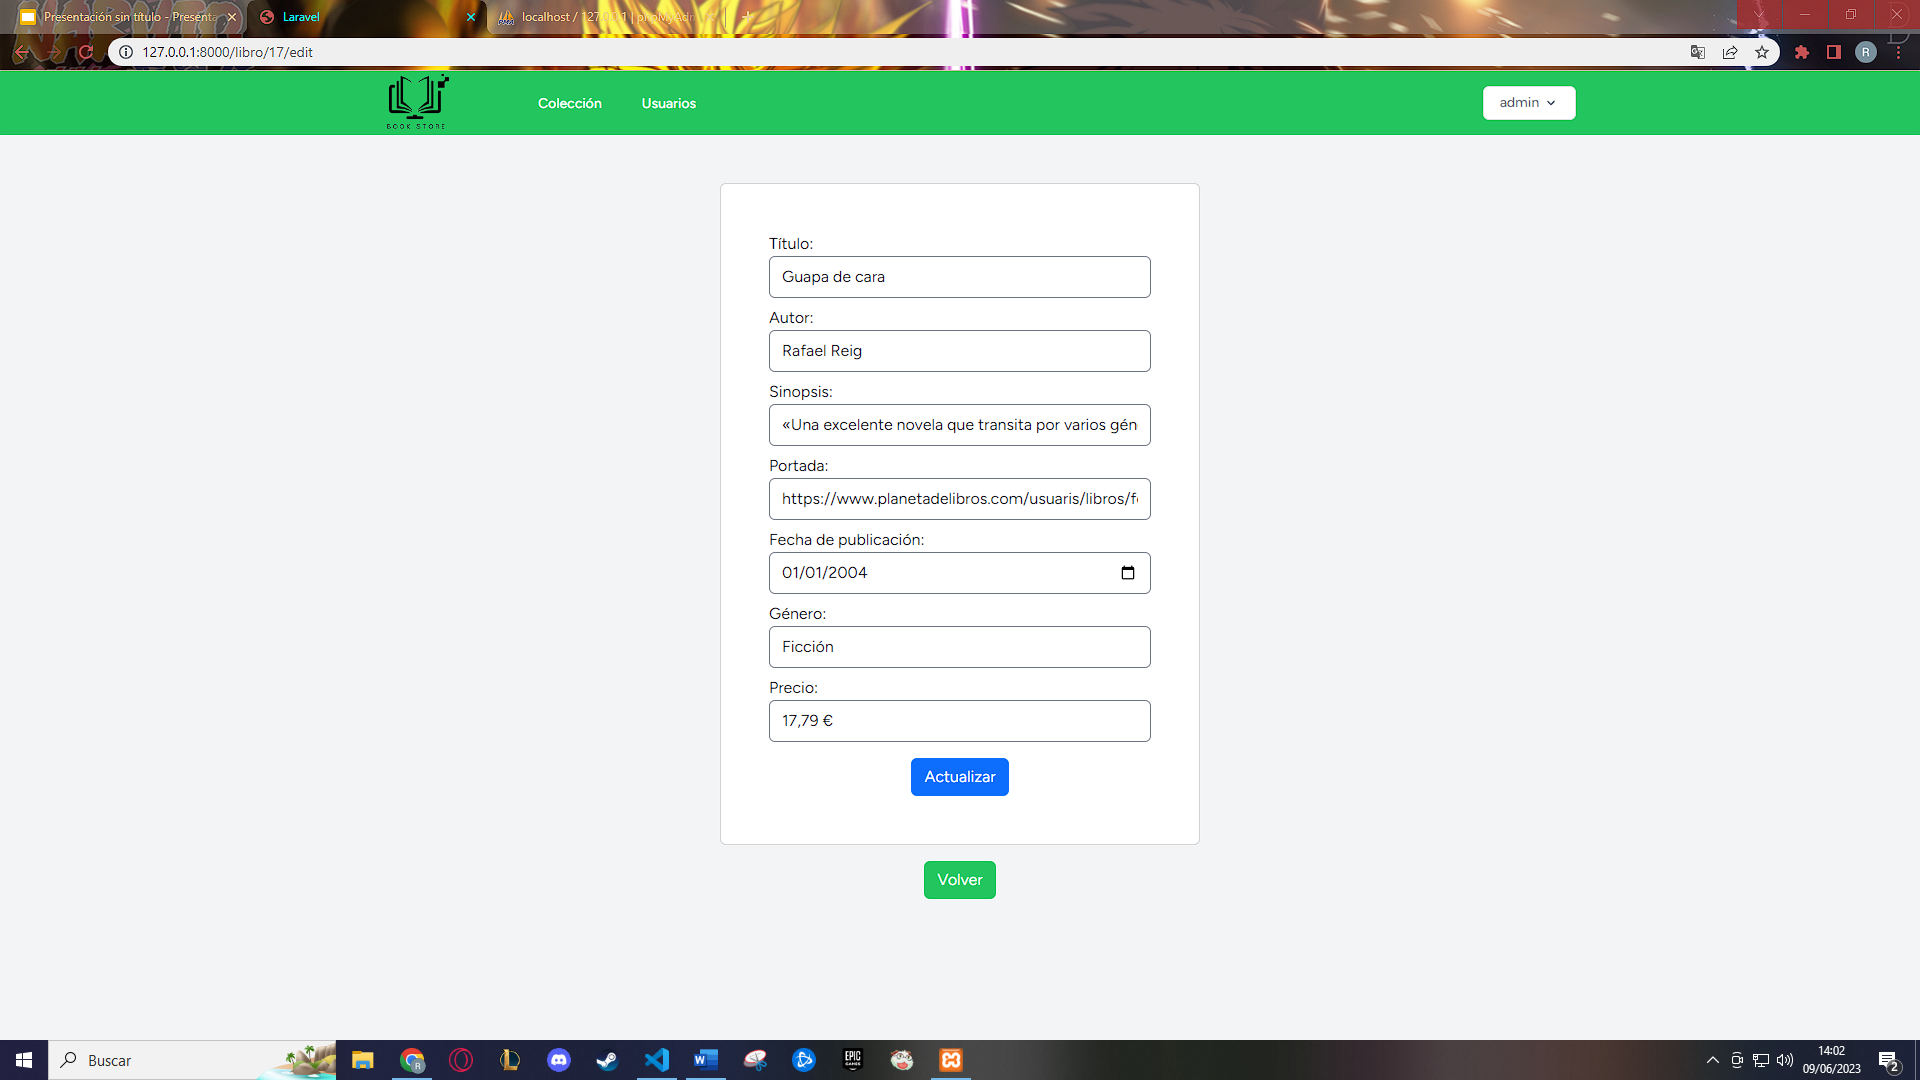 Presentación sin título - Presenta
Laravel
localhost / 127.0.0.1 | phpMyAdm
127.0.0.1:8000/libro/17/edit
R
BOOK STORE
Colección
Usuarios
admin
Título:
Guapa de cara
Autor:
Rafael Reig
Sinopsis:
«Una excelente novela que transita por varios gén
Portada:
https://www.planetadelibros.com/usuaris/libros/f
Fecha de publicación:
01/01/2004
Género:
Ficción
Precio:
17,79 €
Actualizar
Volver
Buscar
EPIC
GAMES
14:02
09/06/2023
2